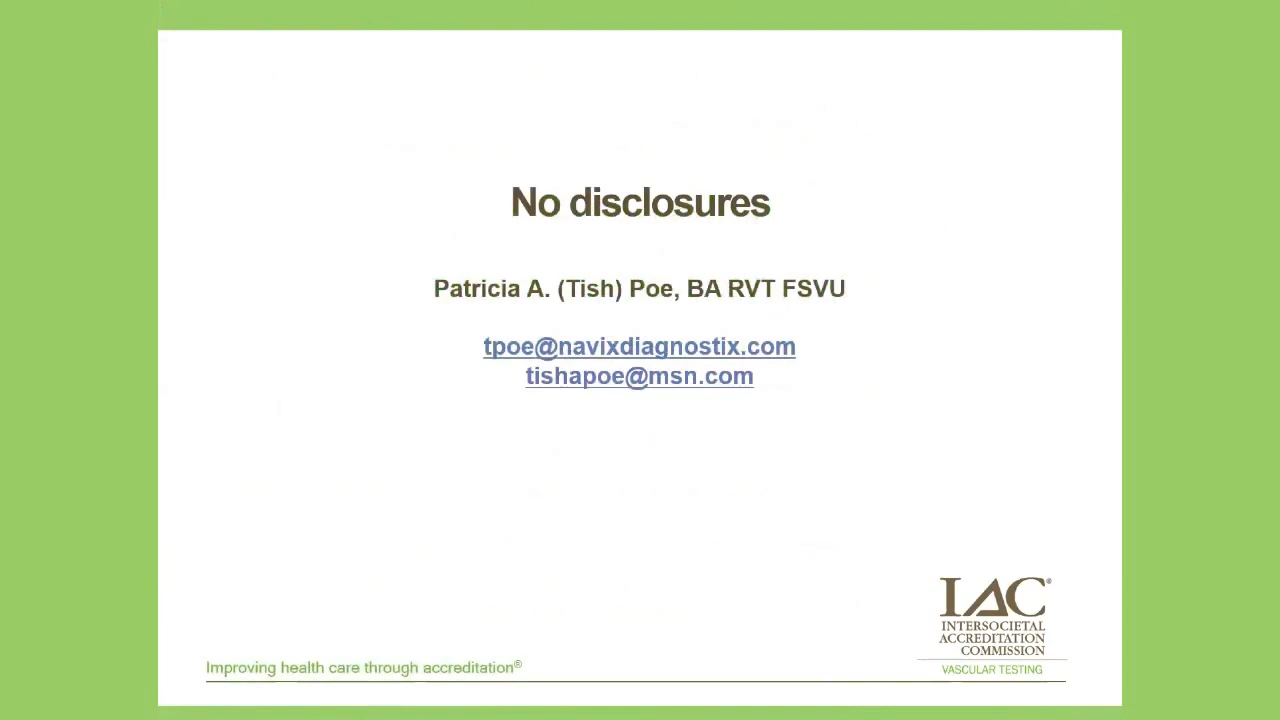 No disclosures
Patricia A. (Tish) Poe, BA RVT FSVU
tpoe@navixdiagnostix.com
tishapoe@msn.com
IAC®
INTERSOCIETAL
ACCREDITATION
COMMISSION
VASCULAR TESTING
Improving health care through accreditation®